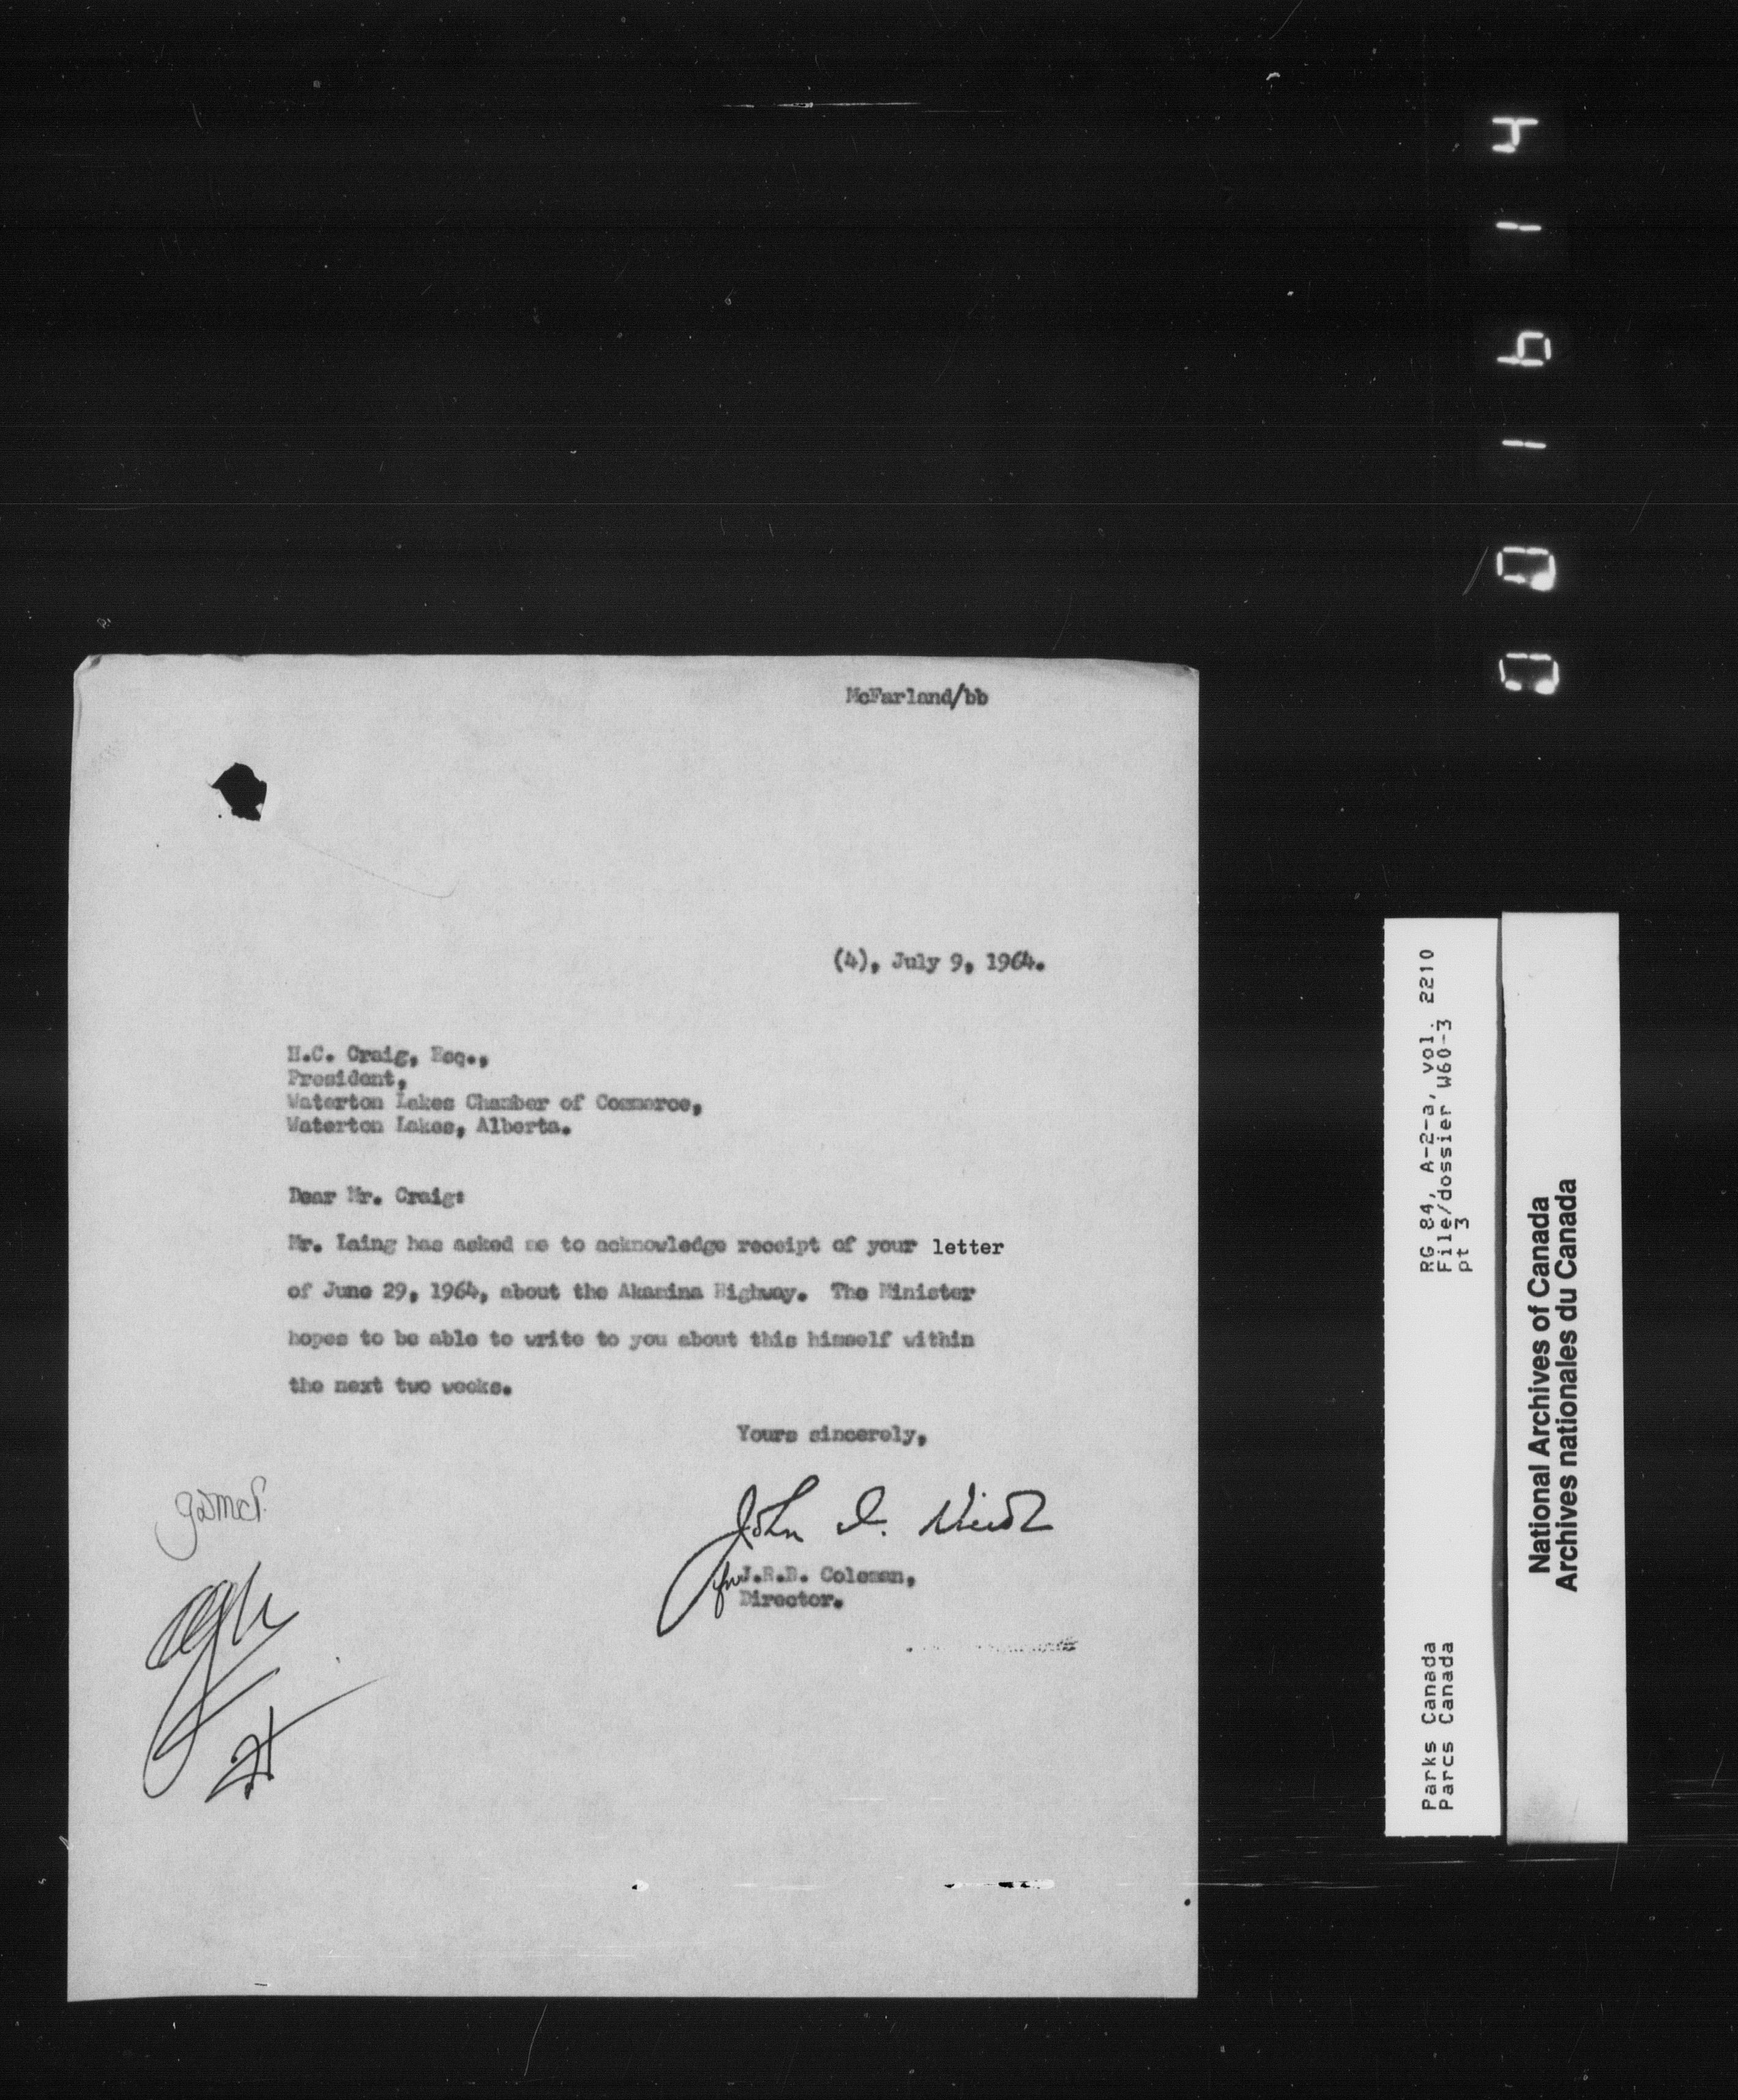 McFarland/bb
(4), July 9, 1964.
H.C. Craig, Esq.,
President,
Waterton Lakes Chamber of Commerce,
Waterton Lakes, Alberta.
Dear Mr. Craig:
Mr. Laing has asked me to acknowledge receipt of your letter
of June 29, 1964, about the Akamina Highway. The Minister
hopes to be able to write to you about this himself within
the next two weeks.
Yours sincerely,
John I.
for J.R.B. Coleman,
Director.
RG 84, A-2-a, vol. 2210
File/dossier W60-3
pt 3
Parks Canada
Parcs Canada
National Archives of Canada
Archives nationales du Canada